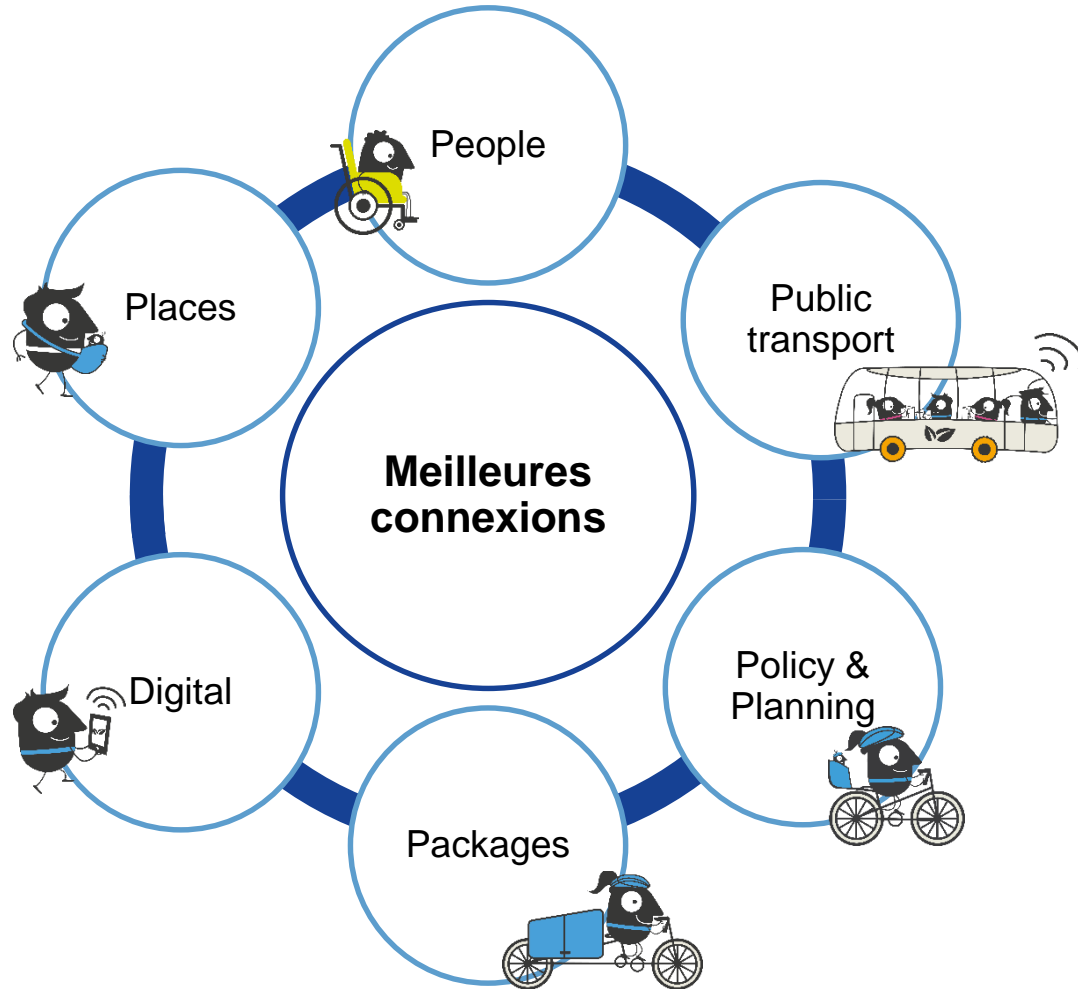 People
Public
transport
Policy &
Planning
Packages
Digital
Places
Meilleures
connexions